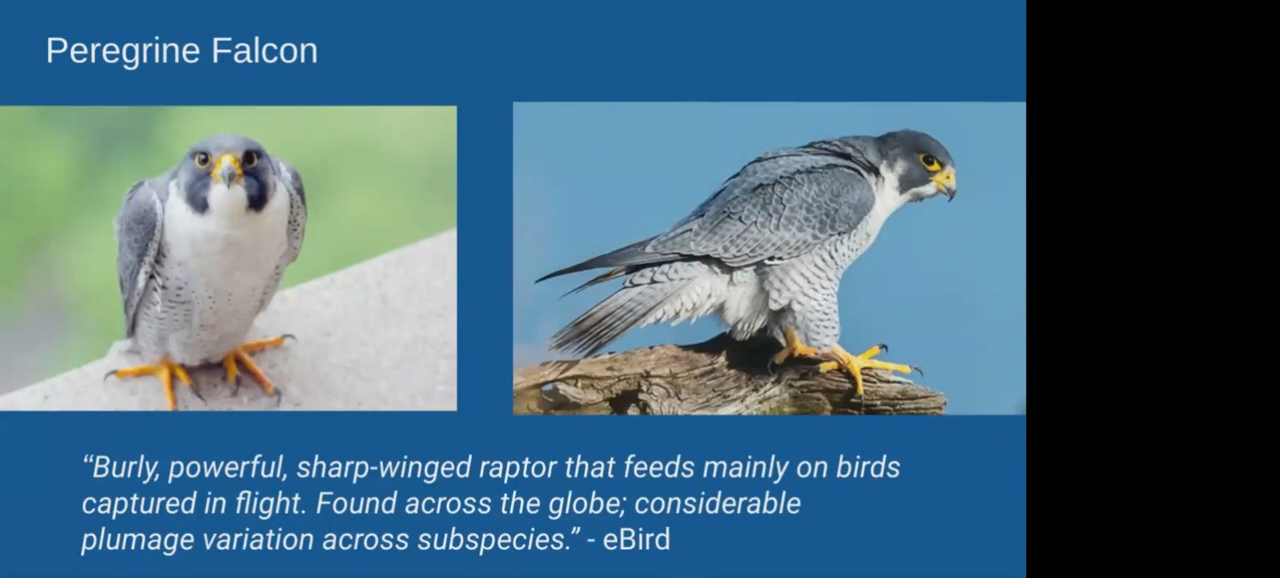 Peregrine Falcon
“Burly, powerful, sharp-winged raptor that feeds mainly on birds
captured in flight. Found across the globe; considerable
plumage variation across subspecies.” - eBird